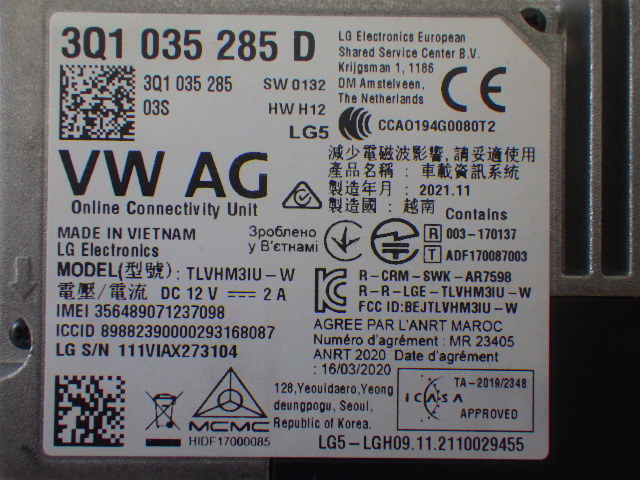 3Q1 035 285 D
3Q1 035 285
03S
SW 0132
HW H12
LG5
LG Electronics European
Shared Service Center B.V.
Krijgsman 1, 1186
DM Amstelveen,
The Netherlands
CE
CCAO194G0080T2
VW AG
Online Connectivity Unit
減少電磁波影響,請妥適使用
產品名稱 : 車載資訊系統
製造年月 : 2021.11
製造國 : 越南
MADE IN VIETNAM
LG Electronics
Зроблено
у В'єтнамі
Contains
R 003-170137
T ADF170087003
MODEL(型號): TLVHM3IU-W
電壓/電流 DC 12 V 2 A
IMEI 356489071237098
ICCID 89882390000293168087
LG S/N 111VIAX273104
R-CRM-SWK-AR7598
R-R-LGE-TLVHM3IU-W
FCC ID:BEJTLVHM3IU-W
AGREE PAR L'ANRT MAROC
Numéro d'agrément : MR 23405
ANRT 2020 Date d'agrément
: 16/03/2020
MCMC
HIDF17000085
128,Yeouidaero,Yeong
deungpogu, Seoul,
Republic of Korea.
ICASA
TA-2019/2348
APPROVED
LG5-LGH09.11.2110029455